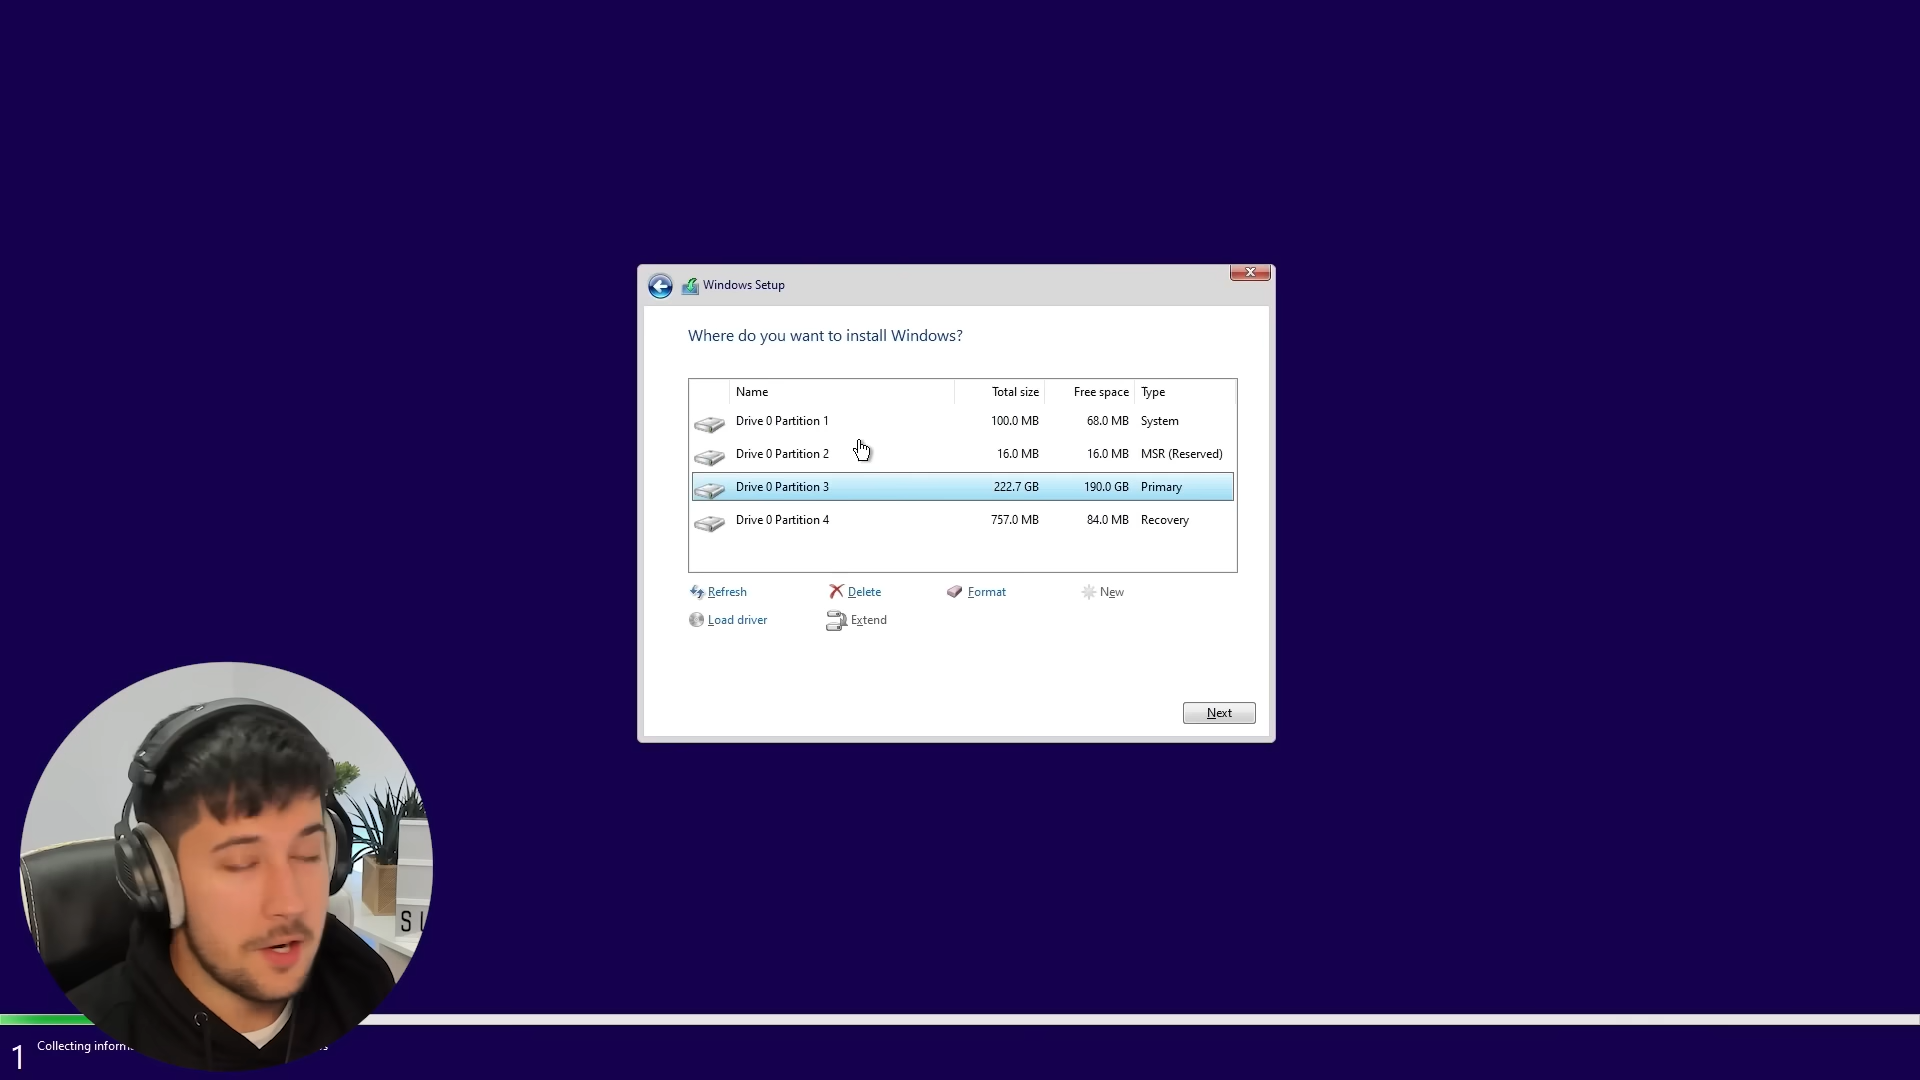 Windows Setup
Where do you want to install Windows?
Name Total size Free space Type
Drive 0 Partition 1 100.0 MB 68.0 MB System
Drive 0 Partition 2 16.0 MB 16.0 MB MSR (Reserved)
Drive 0 Partition 3 222.7 GB 190.0 GB Primary
Drive 0 Partition 4 757.0 MB 84.0 MB Recovery
Refresh Delete Format New
Load driver Extend
Next
1 Collecting